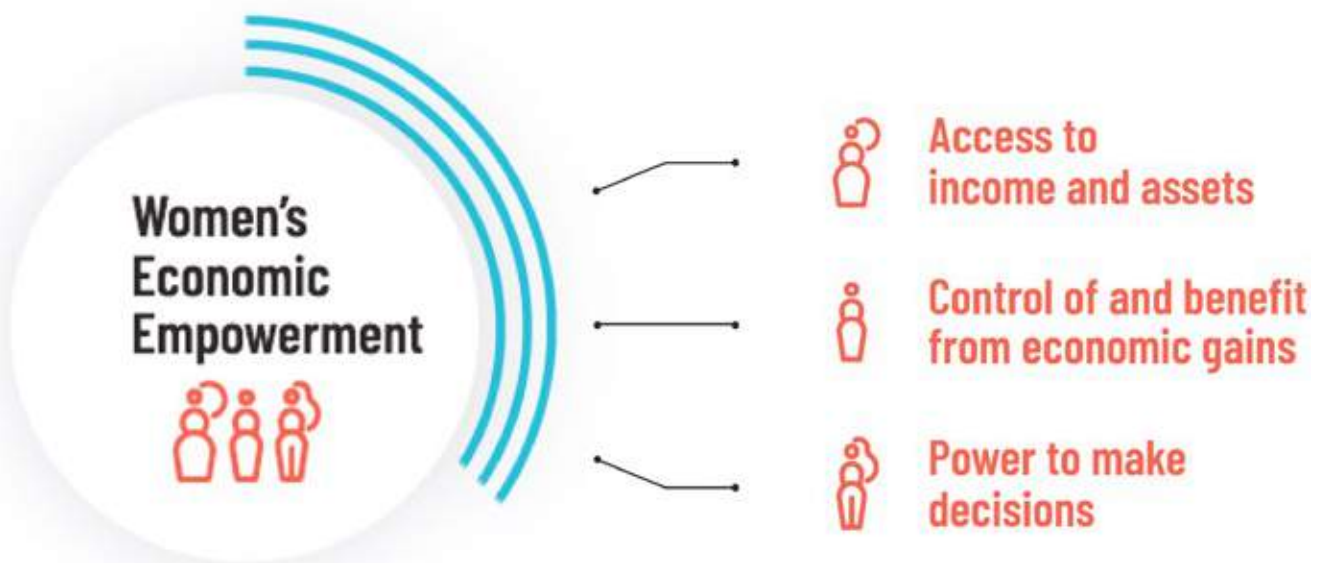 Women’s
Economic
Empowerment
Access to
income and assets
Control of and benefit
from economic gains
Power to make
decisions